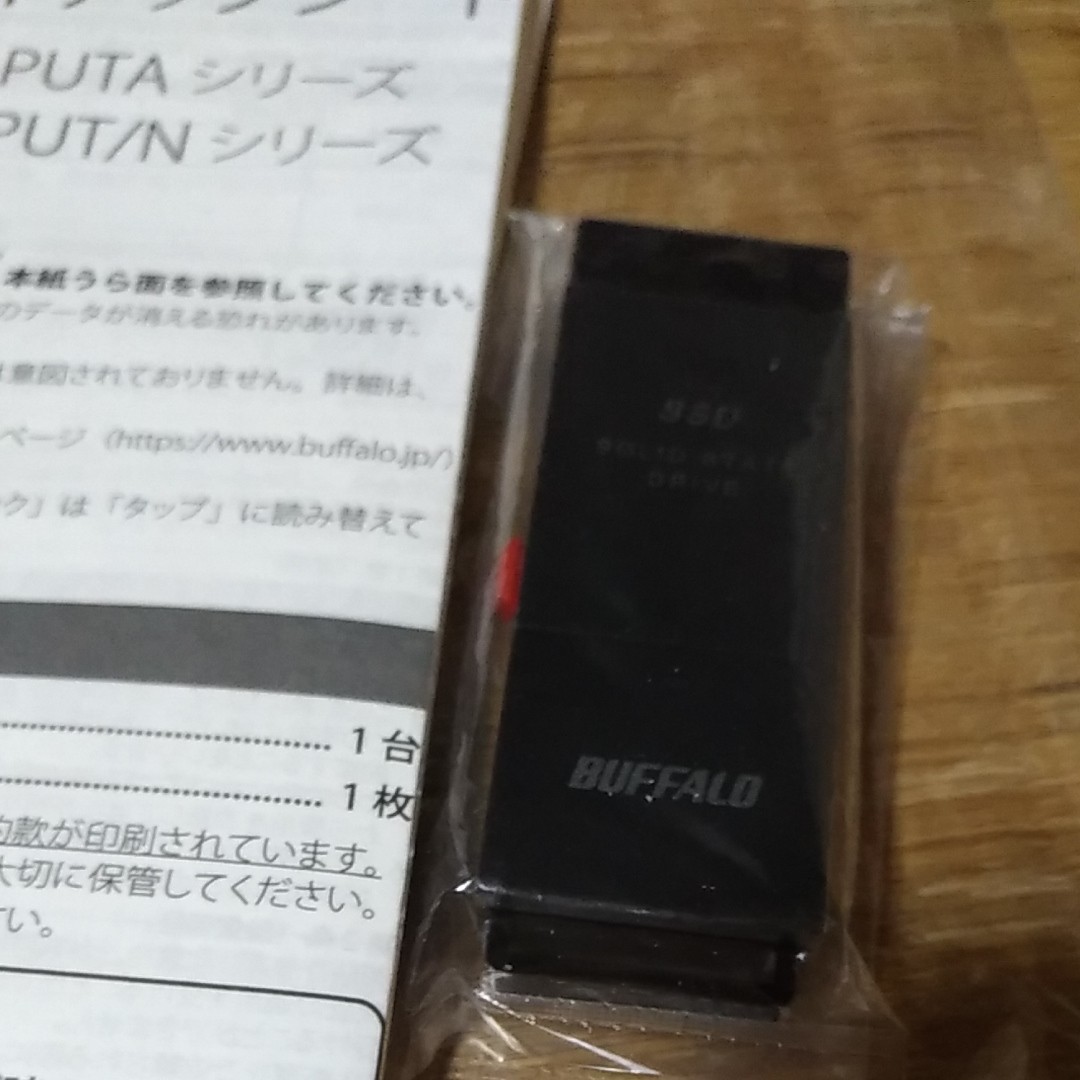 PUTA シリーズ
PUT/N シリーズ
本紙うら面を参照してください。
のデータが消える恐れがあります。
は意図されておりません。詳細は、
ページ（https://www.buffalo.jp/）
ク」は「タップ」に読み替えて
1 台
1 枚
約款が印刷されています。
大切に保管してください。
さい。
SSD
SOLID STATE
DRIVE
BUFFALO